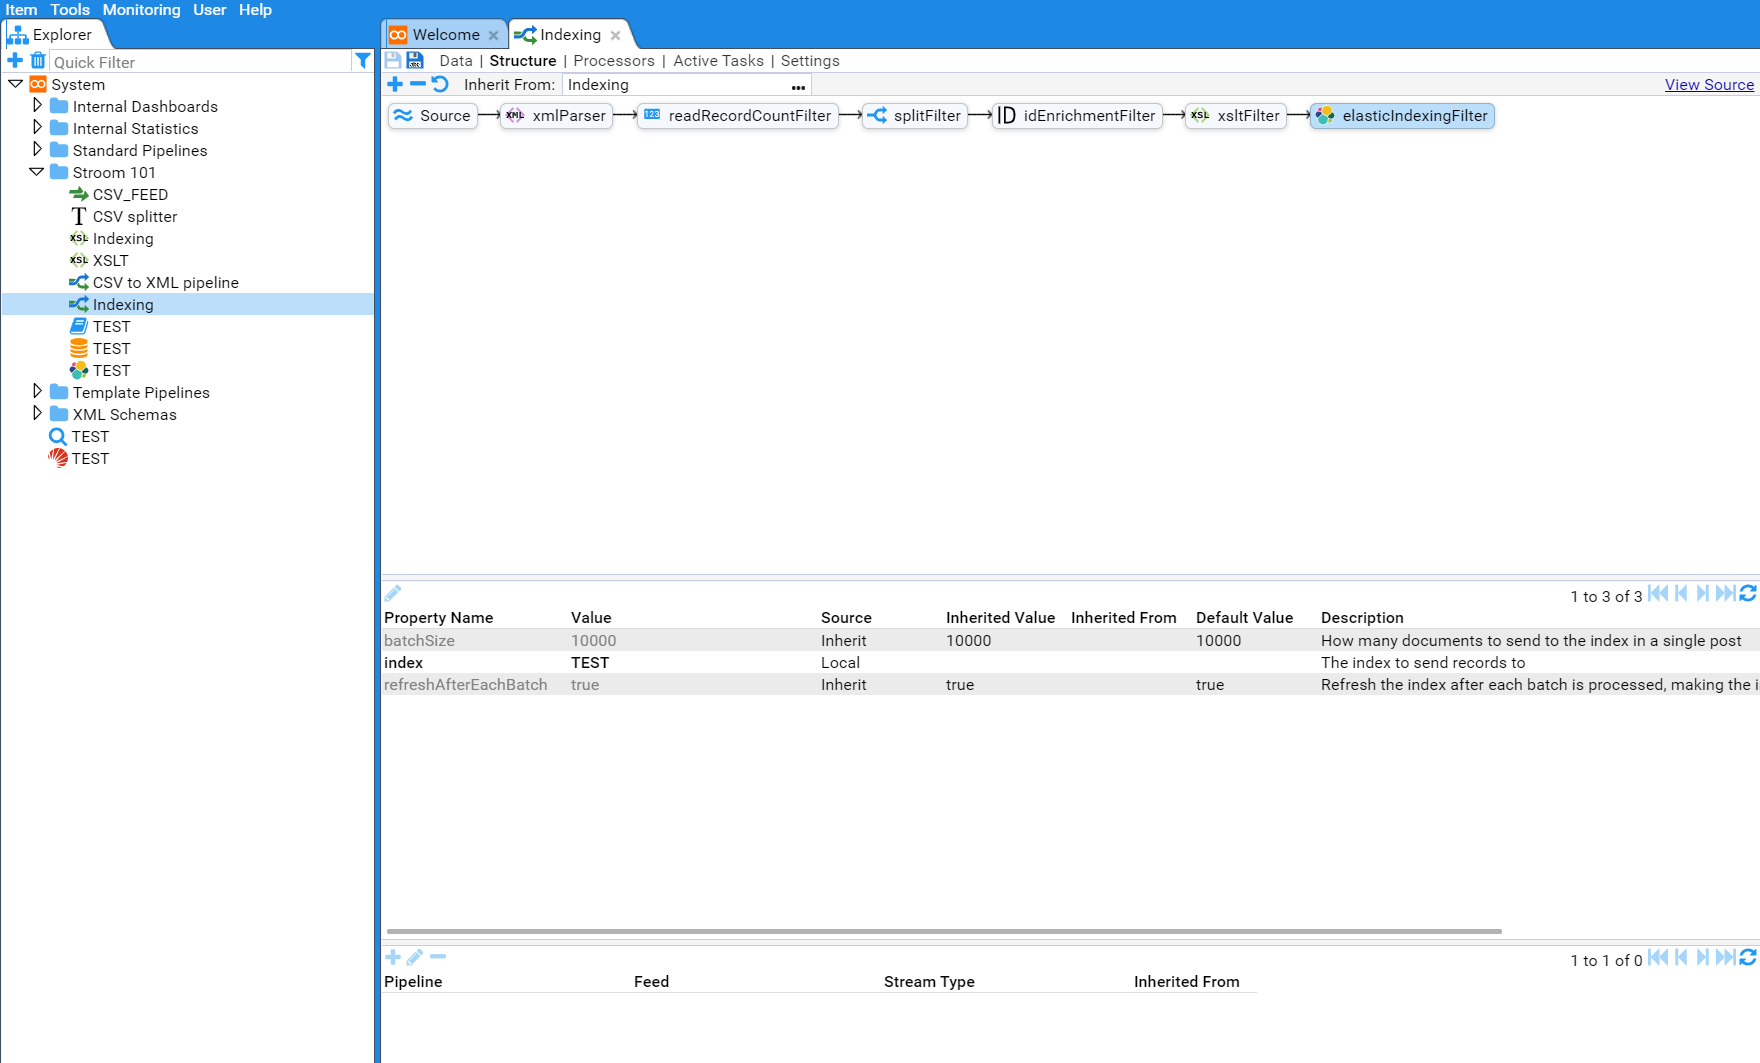 Item Tools Monitoring User Help
Explorer
Welcome
Indexing
Quick Filter
Data | Structure | Processors | Active Tasks | Settings
Inherit From: Indexing ...
View Source
System
Internal Dashboards
Internal Statistics
Standard Pipelines
Stroom 101
CSV_FEED
T CSV splitter
XSL Indexing
XSL XSLT
CSV to XML pipeline
Indexing
TEST
TEST
TEST
Template Pipelines
XML Schemas
TEST
TEST
Source
XML xmlParser
123 readRecordCountFilter
splitFilter
ID idEnrichmentFilter
XSL xsltFilter
elasticIndexingFilter
1 to 3 of 3
Property Name Value Source Inherited Value Inherited From Default Value Description
batchSize 10000 Inherit 10000 10000 How many documents to send to the index in a single post
index TEST Local The index to send records to
refreshAfterEachBatch true Inherit true true Refresh the index after each batch is processed, making the i
1 to 1 of 0
Pipeline Feed Stream Type Inherited From